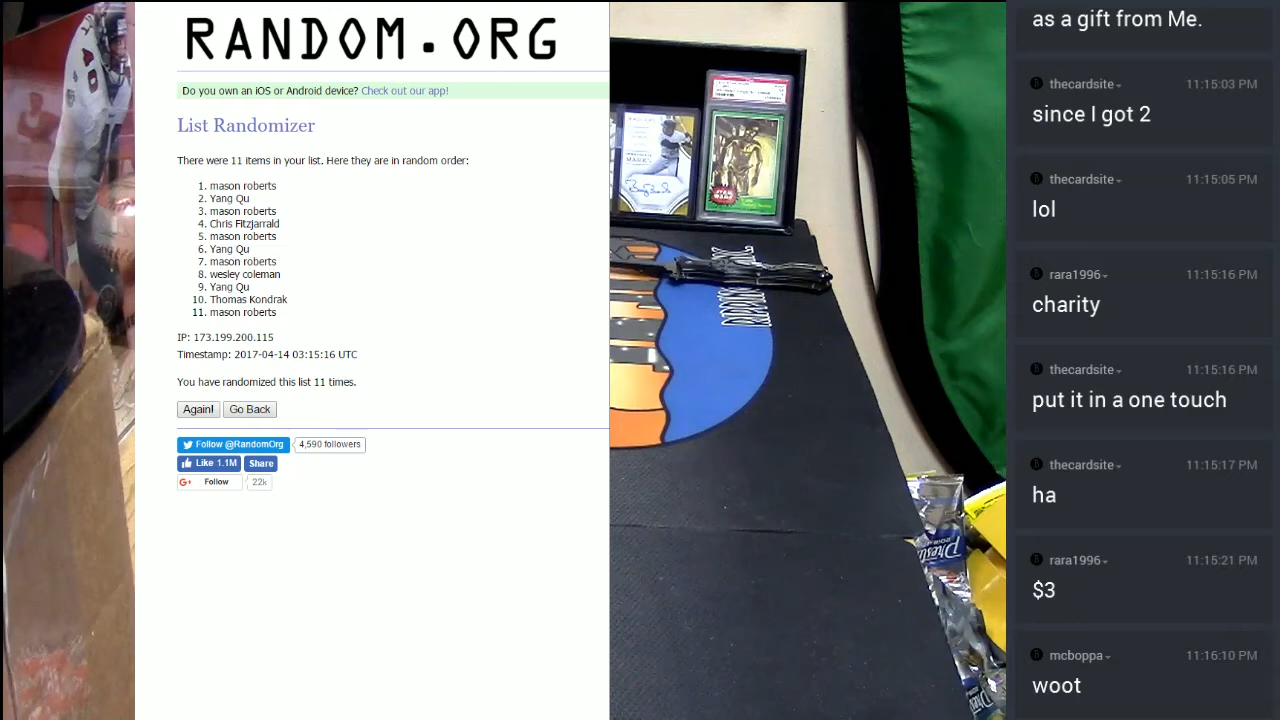 RANDOM.ORG
Do you own an iOS or Android device? Check out our app!
List Randomizer
There were 11 items in your list. Here they are in random order:
1. mason roberts
2. Yang Qu
3. mason roberts
4. Chris Fitzjarrald
5. mason roberts
6. Yang Qu
7. mason roberts
8. wesley coleman
9. Yang Qu
10. Thomas Kondrak
11. mason roberts
IP: 173.199.200.115
Timestamp: 2017-04-14 03:15:16 UTC
You have randomized this list 11 times.
Again! Go Back
Follow @RandomOrg 4,590 followers
Like 1.1M Share
G+ Follow 22k
40
STAR WARS
as a gift from Me.
thecardsite 11:15:03 PM
since I got 2
thecardsite 11:15:05 PM
lol
rara1996 11:15:16 PM
charity
thecardsite 11:15:16 PM
put it in a one touch
thecardsite 11:15:17 PM
ha
rara1996 11:15:21 PM
$3
mcboppa 11:16:10 PM
woot